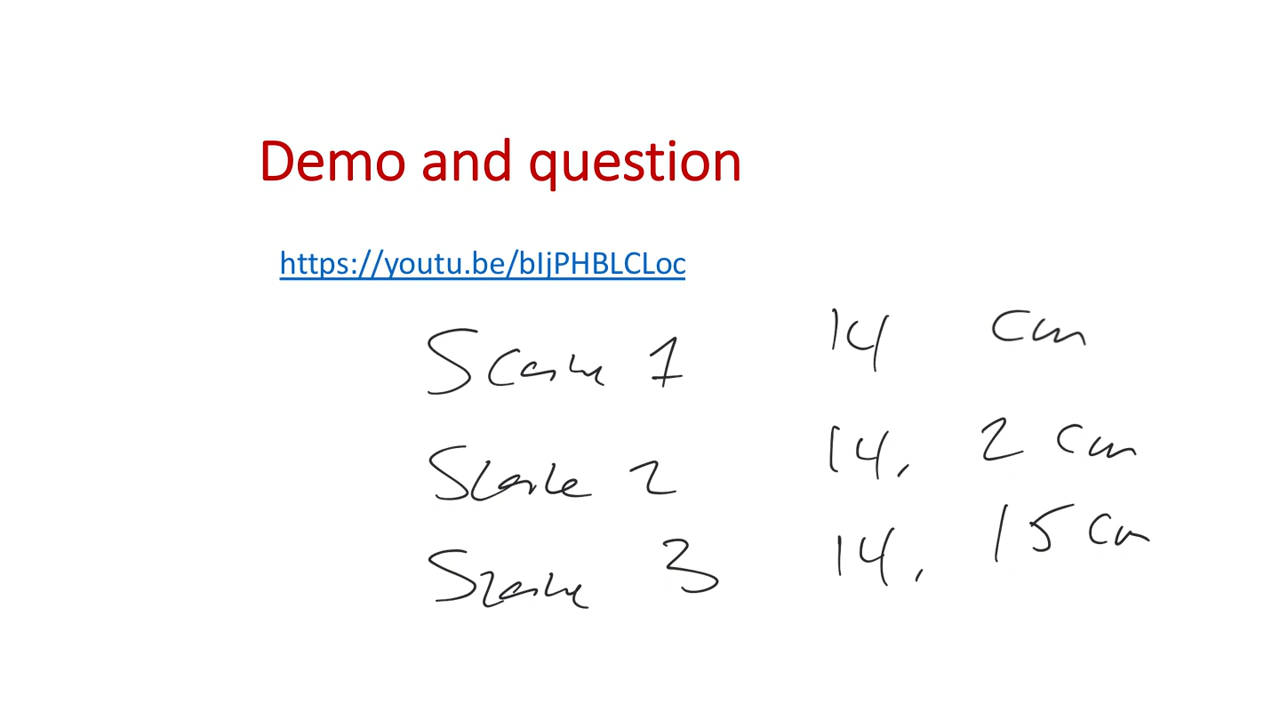 Demo and question
https://youtu.be/bIjPHBLCLoc
Scale 1 14 cm
Scale 2 14, 2 cm
Scale 3 14, 15 cm